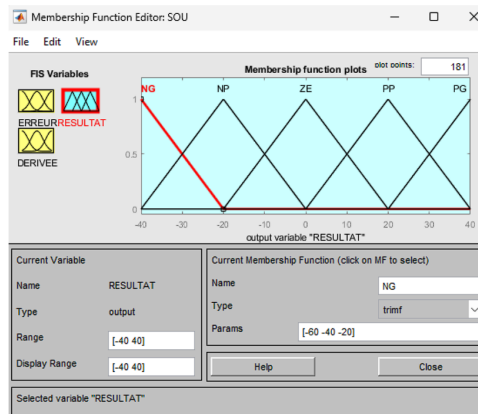 Membership Function Editor: SOU
File Edit View
FIS Variables
ERREUR RESULTAT
DERIVEE
Membership function plots plot points: 181
NG NP ZE PP PG
1
0.5
0
-40 -30 -20 -10 0 10 20 30 40
output variable "RESULTAT"
Current Variable
Name RESULTAT
Type output
Range [-40 40]
Display Range [-40 40]
Current Membership Function (click on MF to select)
Name NG
Type trimf
Params [-60 -40 -20]
Help Close
Selected variable "RESULTAT"